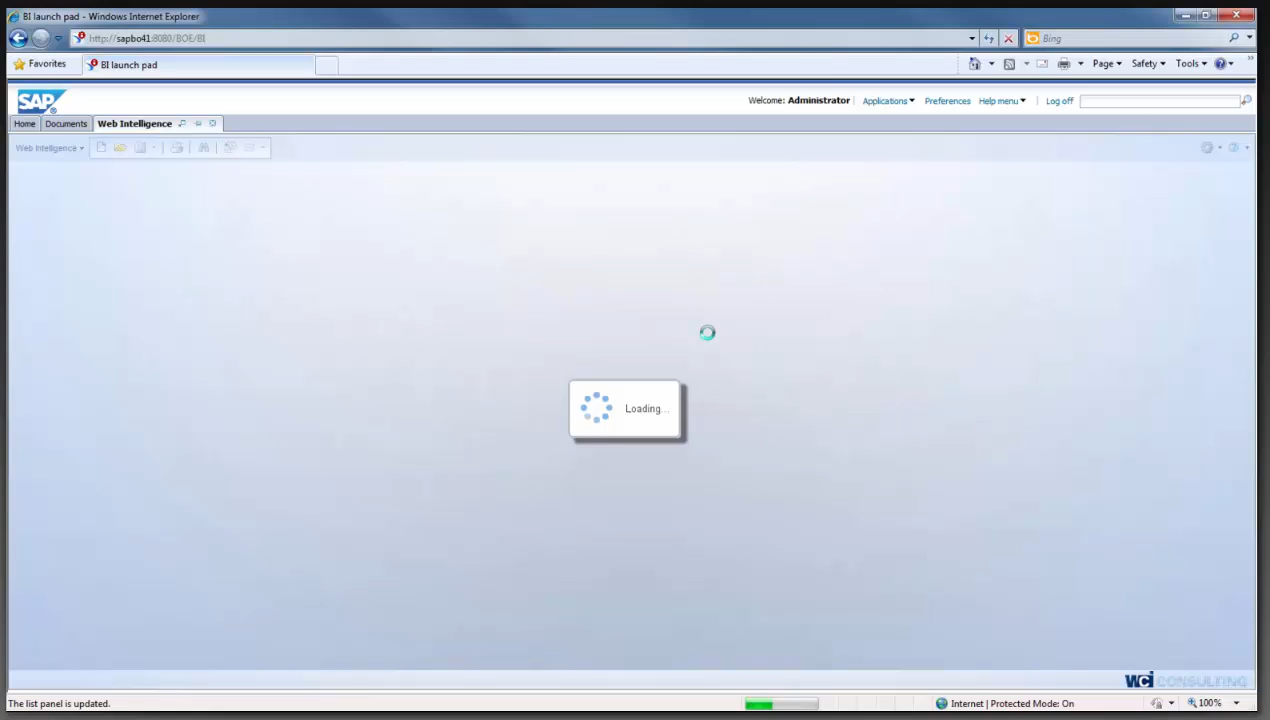 BI launch pad - Windows Internet Explorer
http://sapbo41:8080/BOE/BI
Bing
Favorites
BI launch pad
Page
Safety
Tools
SAP
Welcome: Administrator
Applications
Preferences
Help menu
Log off
Home
Documents
Web Intelligence
Web Intelligence
Loading...
WCI CONSULTING
The list panel is updated.
Internet | Protected Mode: On
100%